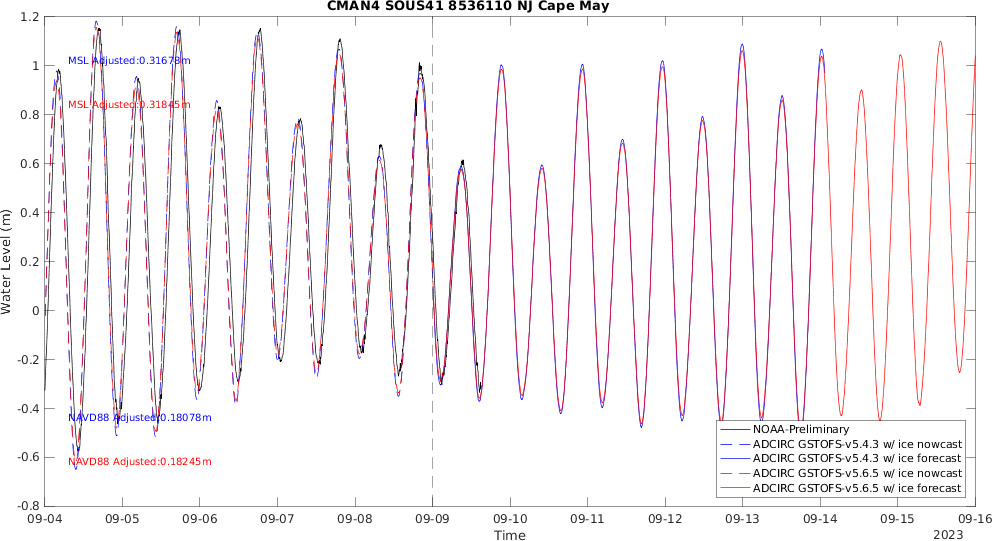 CMAN4 SOUS41 8536110 NJ Cape May
Water Level (m)
1.2
1
0.8
0.6
0.4
0.2
0
-0.2
-0.4
-0.6
-0.8
MSL Adjusted:0.31678m
MSL Adjusted:0.31845m
NAVD88 Adjusted:0.18078m
NAVD88 Adjusted:0.18245m
NOAA-Preliminary
ADCIRC GSTOFS-v5.4.3 w/ ice nowcast
ADCIRC GSTOFS-v5.4.3 w/ ice forecast
ADCIRC GSTOFS-v5.6.5 w/ ice nowcast
ADCIRC GSTOFS-v5.6.5 w/ ice forecast
09-04 09-05 09-06 09-07 09-08 09-09 09-10 09-11 09-12 09-13 09-14 09-15 09-16
Time
2023